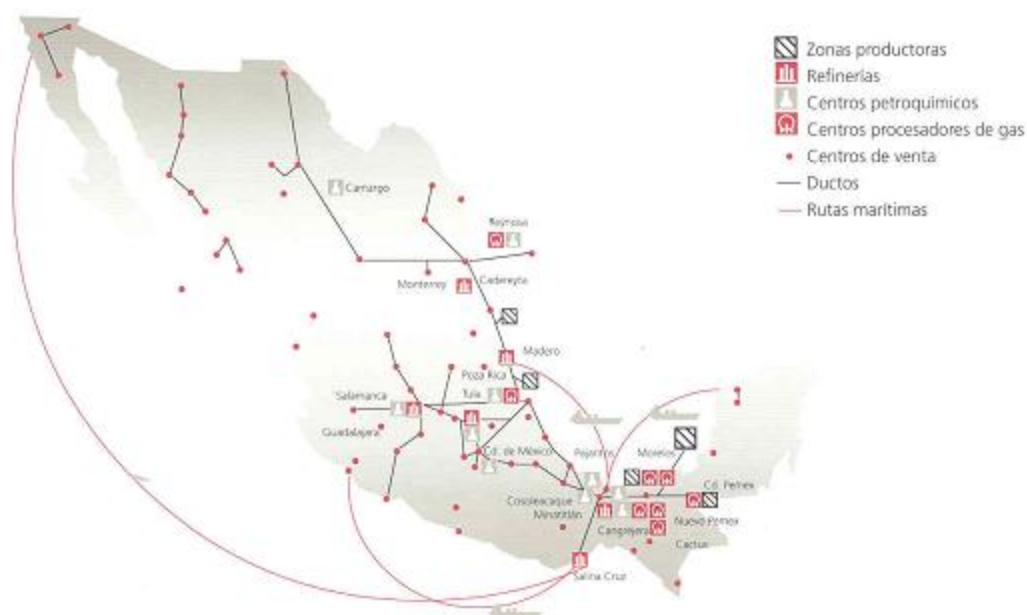 Zonas productoras
Refinerías
Centros petroquímicos
Centros procesadores de gas
Centros de venta
Ductos
Rutas marítimas
Camargo
Reynosa
Monterrey
Cadereyta
Madero
Poza Rica
Tula
Salamanca
Guadalajara
Cd. de México
Pajaritos
Morelos
Cd. Pemex
Cosoleacaque
Minatitlán
Cangrejera
Nuevo Pemex
Cactus
Salina Cruz